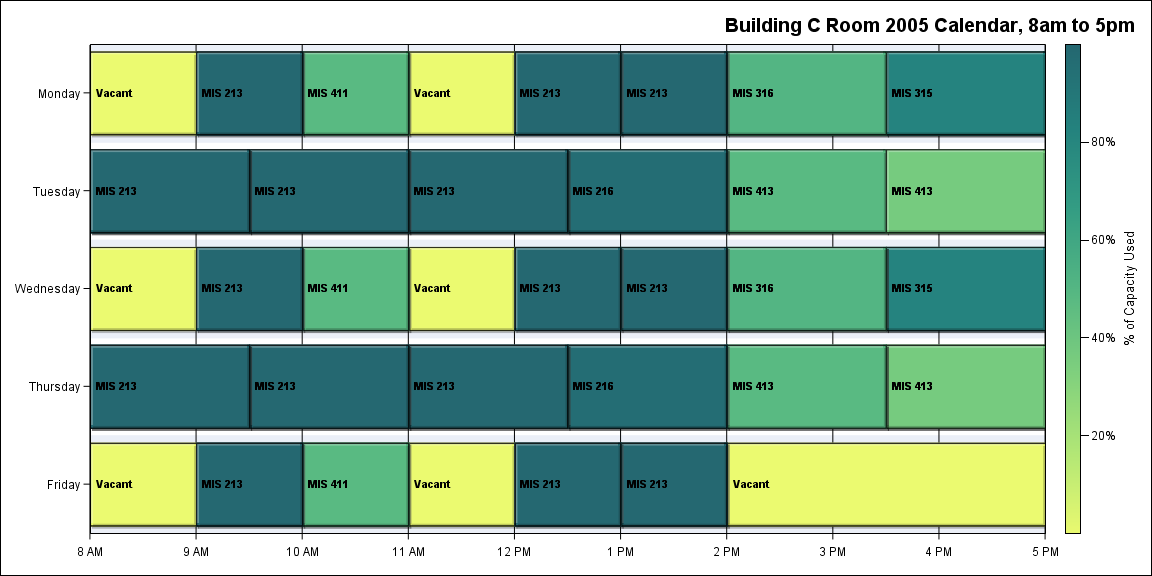 Building C Room 2005 Calendar, 8am to 5pm
Monday
Vacant MIS 213 MIS 411 Vacant MIS 213 MIS 213 MIS 316 MIS 315
80%
Tuesday
MIS 213 MIS 213 MIS 213 MIS 216 MIS 413 MIS 413
60%
Wednesday
Vacant MIS 213 MIS 411 Vacant MIS 213 MIS 213 MIS 316 MIS 315
% of Capacity Used
40%
Thursday
MIS 213 MIS 213 MIS 213 MIS 216 MIS 413 MIS 413
20%
Friday
Vacant MIS 213 MIS 411 Vacant MIS 213 MIS 213 Vacant
8 AM 9 AM 10 AM 11 AM 12 PM 1 PM 2 PM 3 PM 4 PM 5 PM